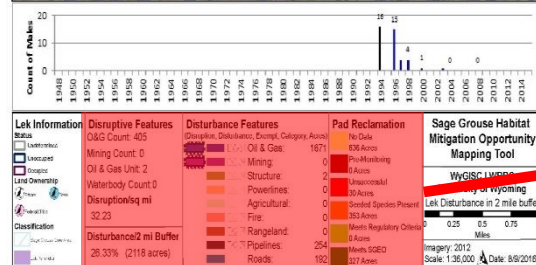 Count of Males
20
10
0
16
15
4
1
0
0
1948
1950
1952
1954
1956
1958
1960
1962
1964
1966
1968
1970
1972
1974
1976
1978
1980
1982
1984
1986
1988
1990
1992
1994
1996
1998
2000
2002
2004
2006
2008
2010
2012
2014
Lek Information
Status
Undetermined
Unoccupied
Occupied
Land Ownership
Classification
Disruptive Features
O&G Count: 405
Mining Count: 0
Oil & Gas Unit: 2
Waterbody Count: 0
Disruption/sq mi
32.23
Disturbance/2 mi Buffer
26.33% (2118 acres)
Disturbance Features
(Disruption, Disturbance, Exempt, Category, Acres)
Oil & Gas: 1671
Mining: 0
Structure: 2
Powerlines: 0
Agricultural: 0
Fire: 0
Rangeland:
Pipelines: 254
Roads: 192
Pad Reclamation
No Data
636 Acres
Pre-Monitoring
0 Acres
Unsuccessful
30 Acres
Seeded Species Present
353 Acres
Meets Regulatory Criteria
0 Acres
Meets SGEO
327 Acres
Sage Grouse Habitat
Mitigation Opportunity
Mapping Tool
WyGISC
of Wyoming
Lek Disturbance in 2 mile buffe
0 0.25 0.5 0.75
Miles
Imagery: 2012
Scale: 1:36,000 Date: 8/9/2016